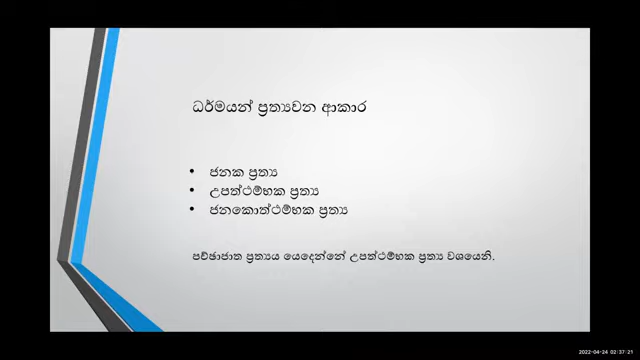 ධර්මයන් ප්‍රත්‍යවන ආකාර
• ජනක ප්‍රත්‍ය
• උපත්ථම්භක ප්‍රත්‍ය
• ජනකොත්ථම්භක ප්‍රත්‍ය
පච්ඡාජාත ප්‍රත්‍යය යෙදෙන්නේ උපත්ථම්භක ප්‍රත්‍ය වශයෙනි.
2022-04-24 02:37:21